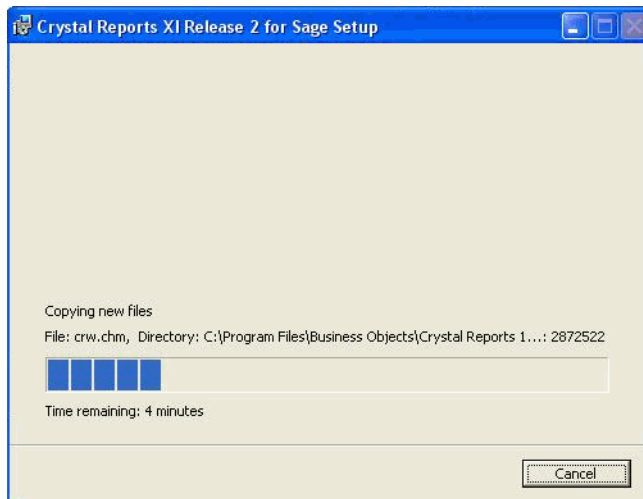 Crystal Reports XI Release 2 for Sage Setup
Copying new files
File: crw.chm, Directory: C:\Program Files\Business Objects\Crystal Reports 1...: 2872522
Time remaining: 4 minutes
Cancel